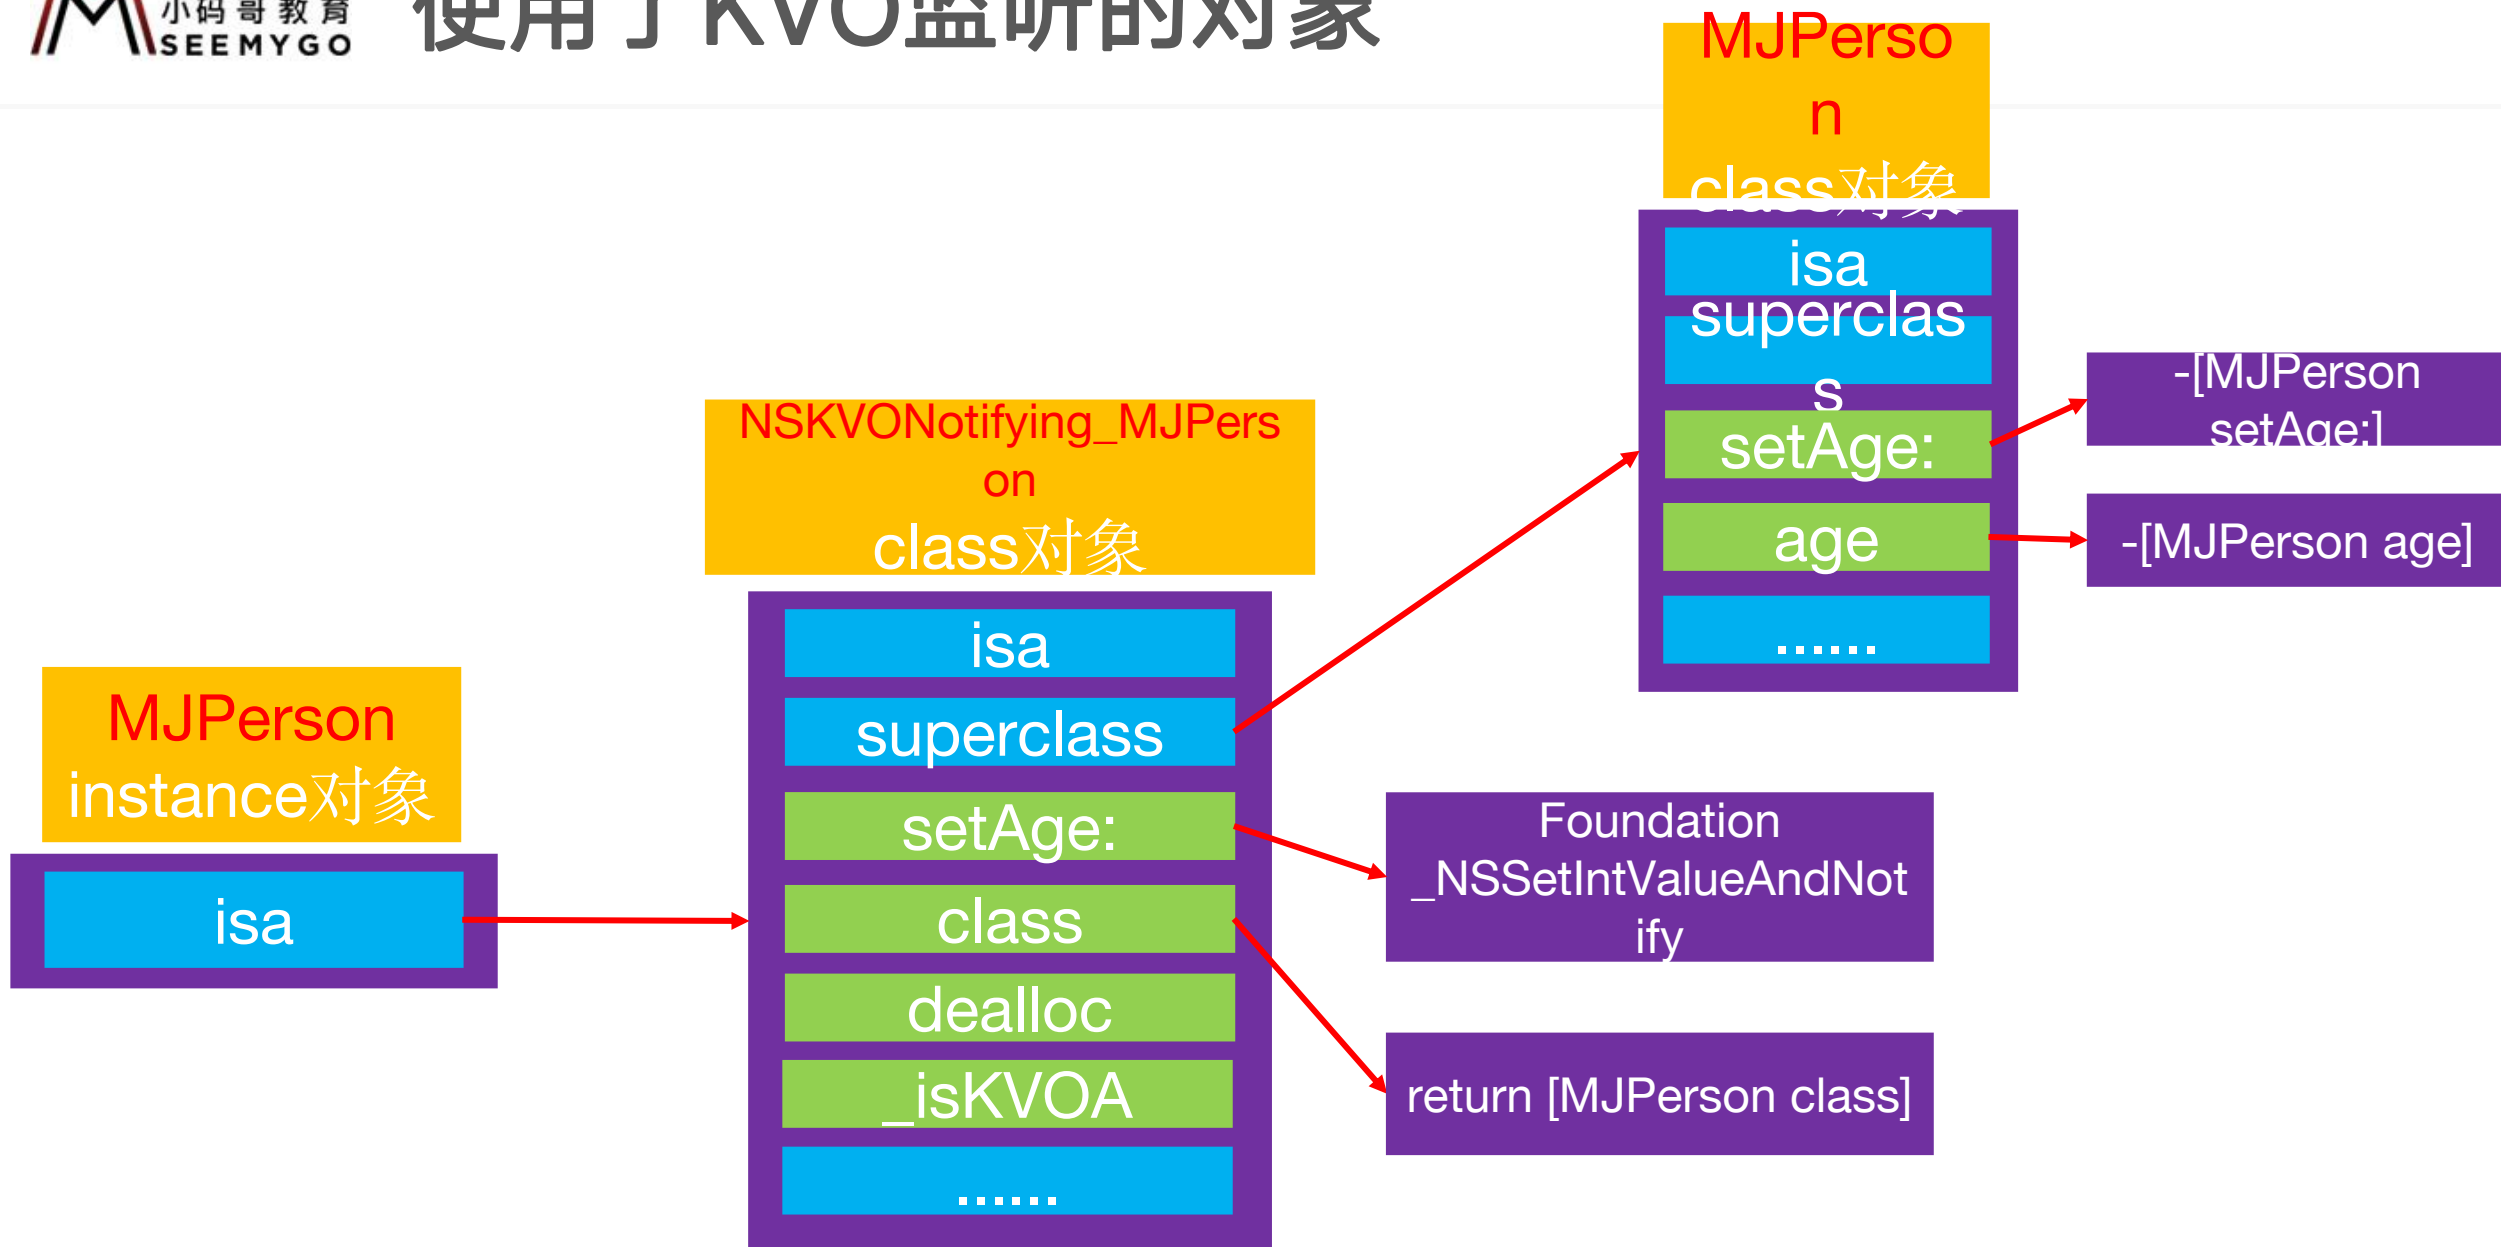 小码哥教育
SEEMYGO
使用了KVO监听的对象
MJPerso
n
class对象
isa
superclas
s
setAge:
age
......
-[MJPerson
setAge:]
-[MJPerson age]
NSKVONotifying_MJPers
on
class对象
isa
superclass
setAge:
class
dealloc
_isKVOA
......
Foundation
_NSSetIntValueAndNot
ify
return [MJPerson class]
MJPerson
instance对象
isa